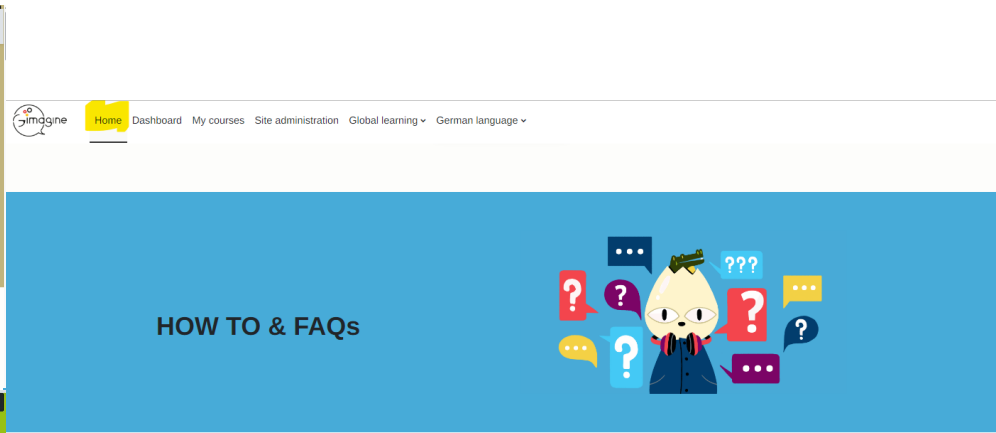 Gimagine
Home Dashboard My courses Site administration Global learning German language
???
? ? ?
HOW TO & FAQs
? ?